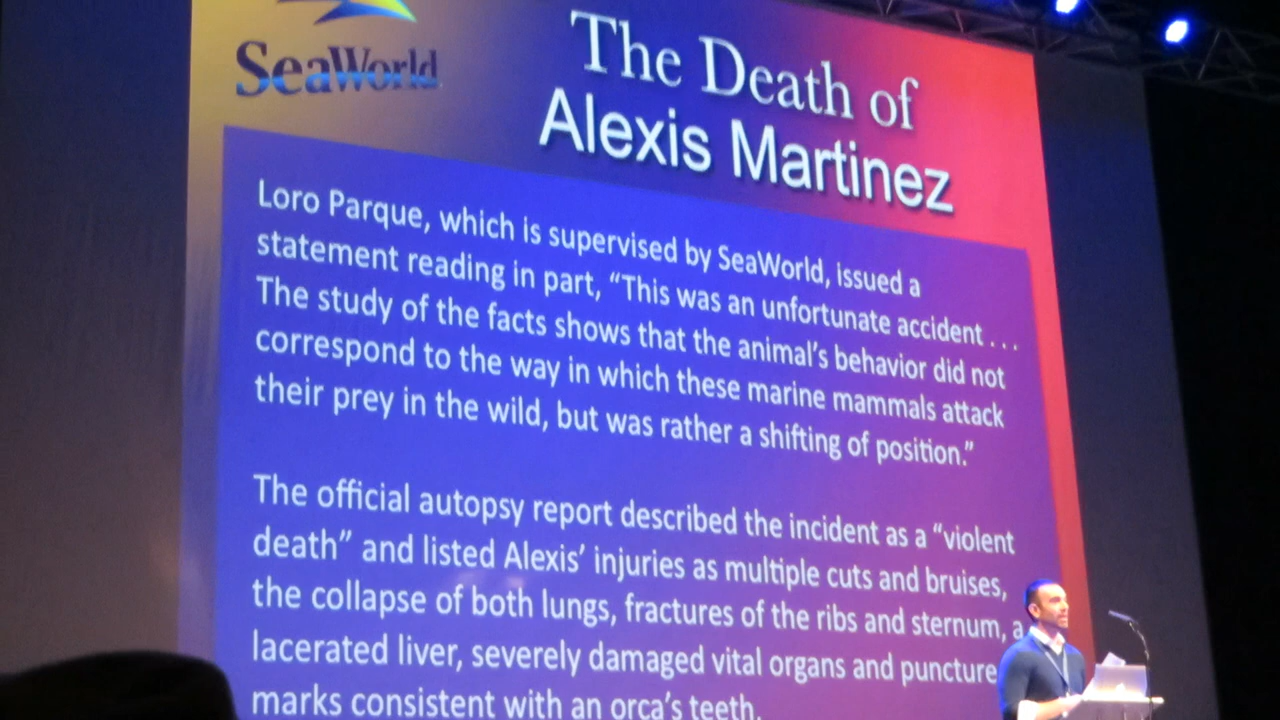 SeaWorld
The Death of
Alexis Martinez
Loro Parque, which is supervised by SeaWorld, issued a
statement reading in part, “This was an unfortunate accident . . .
The study of the facts shows that the animal’s behavior did not
correspond to the way in which these marine mammals attack
their prey in the wild, but was rather a shifting of position.”
The official autopsy report described the incident as a “violent
death” and listed Alexis’ injuries as multiple cuts and bruises,
the collapse of both lungs, fractures of the ribs and sternum, a
lacerated liver, severely damaged vital organs and puncture
marks consistent with an orca’s teeth.